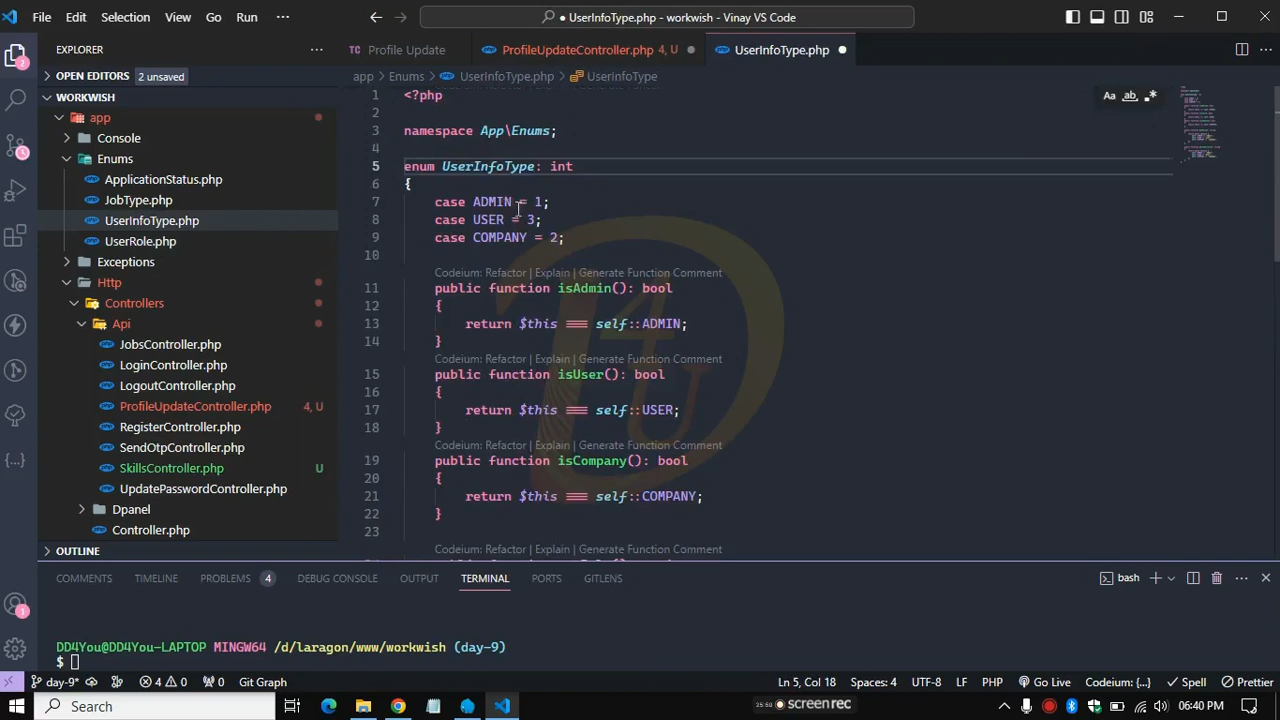 File Edit Selection View Go Run ···
UserInfoType.php - workwish - Vinay VS Code
EXPLORER
Profile Update
ProfileUpdateController.php 4, U
UserInfoType.php
OPEN EDITORS 2 unsaved
app > Enums > UserInfoType.php > UserInfoType
WORKWISH
app
Console
Enums
ApplicationStatus.php
JobType.php
UserInfoType.php
UserRole.php
Exceptions
Http
Controllers
Api
JobsController.php
LoginController.php
LogoutController.php
ProfileUpdateController.php 4, U
RegisterController.php
SendOtpController.php
SkillsController.php U
UpdatePasswordController.php
Dpanel
Controller.php
OUTLINE
2
1
Aa ab
1 <?php
2
3 namespace App\Enums;
4
5 enum UserInfoType: int
6 {
7 case ADMIN = 1;
8 case USER = 3;
9 case COMPANY = 2;
10
Codeium: Refactor | Explain | Generate Function Comment
11 public function isAdmin(): bool
12 {
13 return $this === self::ADMIN;
14 }
Codeium: Refactor | Explain | Generate Function Comment
15 public function isUser(): bool
16 {
17 return $this === self::USER;
18 }
Codeium: Refactor | Explain | Generate Function Comment
19 public function isCompany(): bool
20 {
21 return $this === self::COMPANY;
22 }
23
Codeium: Refactor | Explain | Generate Function Comment
COMMENTS TIMELINE PROBLEMS 4 DEBUG CONSOLE OUTPUT TERMINAL PORTS GITLENS
bash
DD4You@DD4You-LAPTOP MINGW64 /d/laragon/www/workwish (day-9)
$
day-9* 4 0 0 Git Graph Ln 5, Col 18 Spaces: 4 UTF-8 LF PHP Go Live Codeium: {...} Spell Prettier
Search
screenrec
06:40 PM